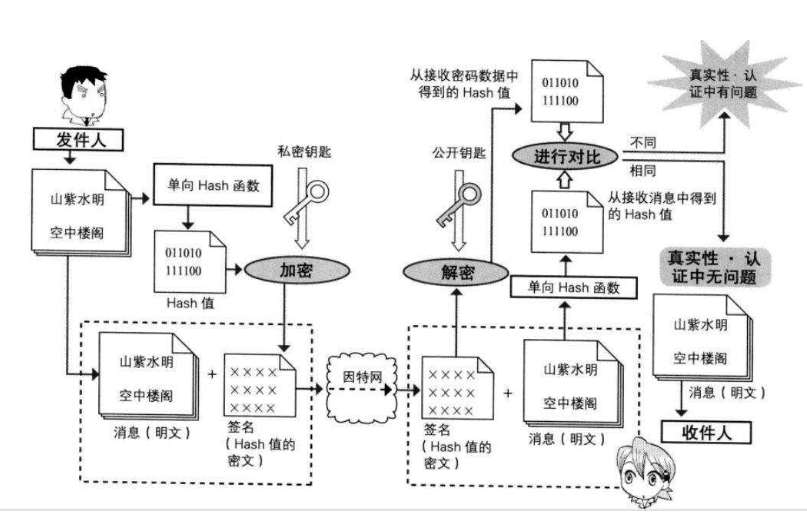 发件人
山紫水明
空中楼阁
单向 Hash 函数
011010
111100
Hash 值
私密钥匙
加密
山紫水明
空中楼阁
消息（明文）
+
××××
××××
××××
签名
（Hash 值的
密文）
因特网
公开钥匙
解密
××××
××××
××××
签名
（Hash 值的
密文）
+
山紫水明
空中楼阁
消息（明文）
单向 Hash 函数
011010
111100
从接收消息中得到
的 Hash 值
从接收密码数据中
得到的 Hash 值
011010
111100
进行对比
不同
相同
真实性·认
证中有问题
真实性·认
证中无问题
山紫水明
空中楼阁
消息（明文）
收件人